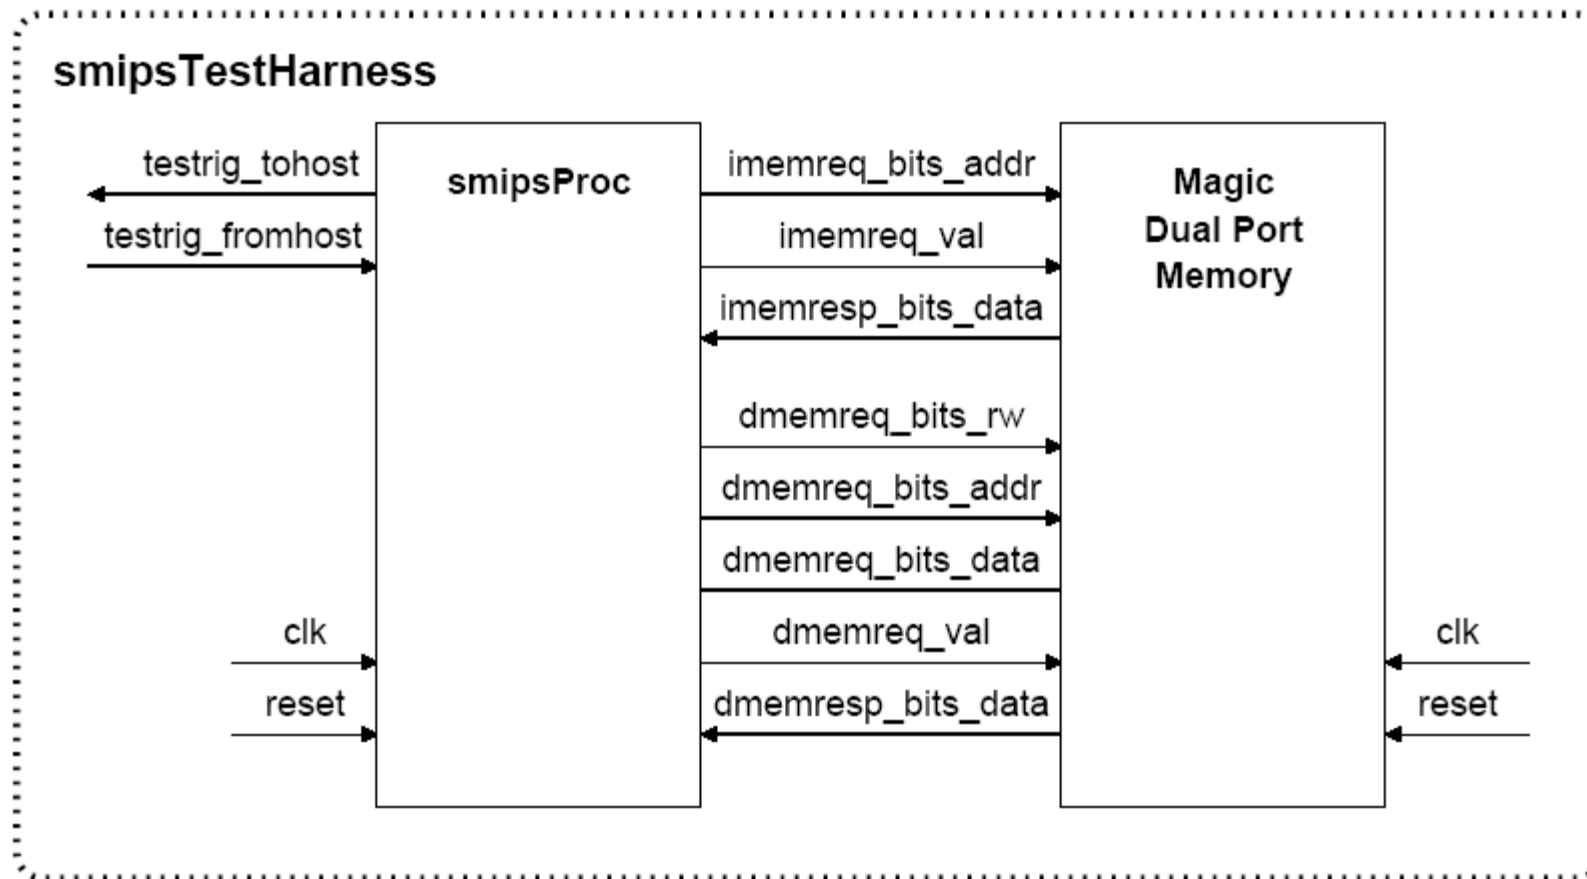 smipsTestHarness
testrig_tohost
testrig_fromhost
smipsProc
imemreq_bits_addr
imemreq_val
imemresp_bits_data
dmemreq_bits_rw
dmemreq_bits_addr
dmemreq_bits_data
dmemreq_val
dmemresp_bits_data
Magic
Dual Port
Memory
clk
reset
clk
reset